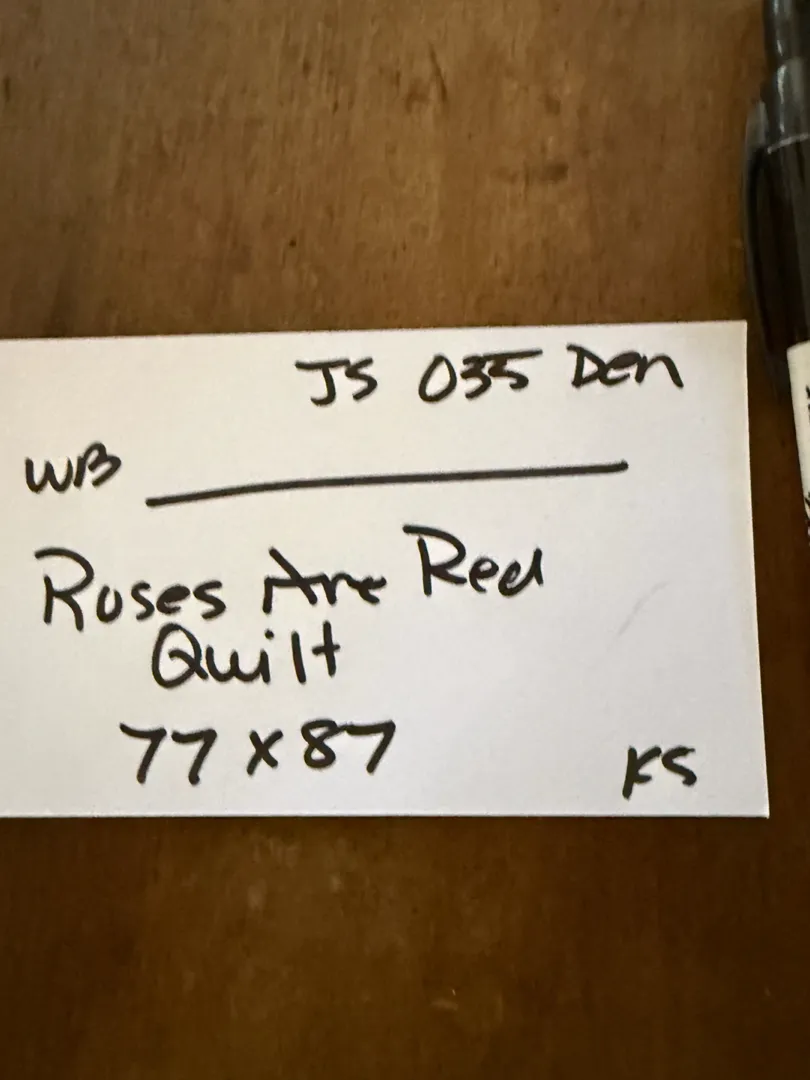 JS 035 Den
WB
Roses Are Red
Quilt
77 x 87
KS